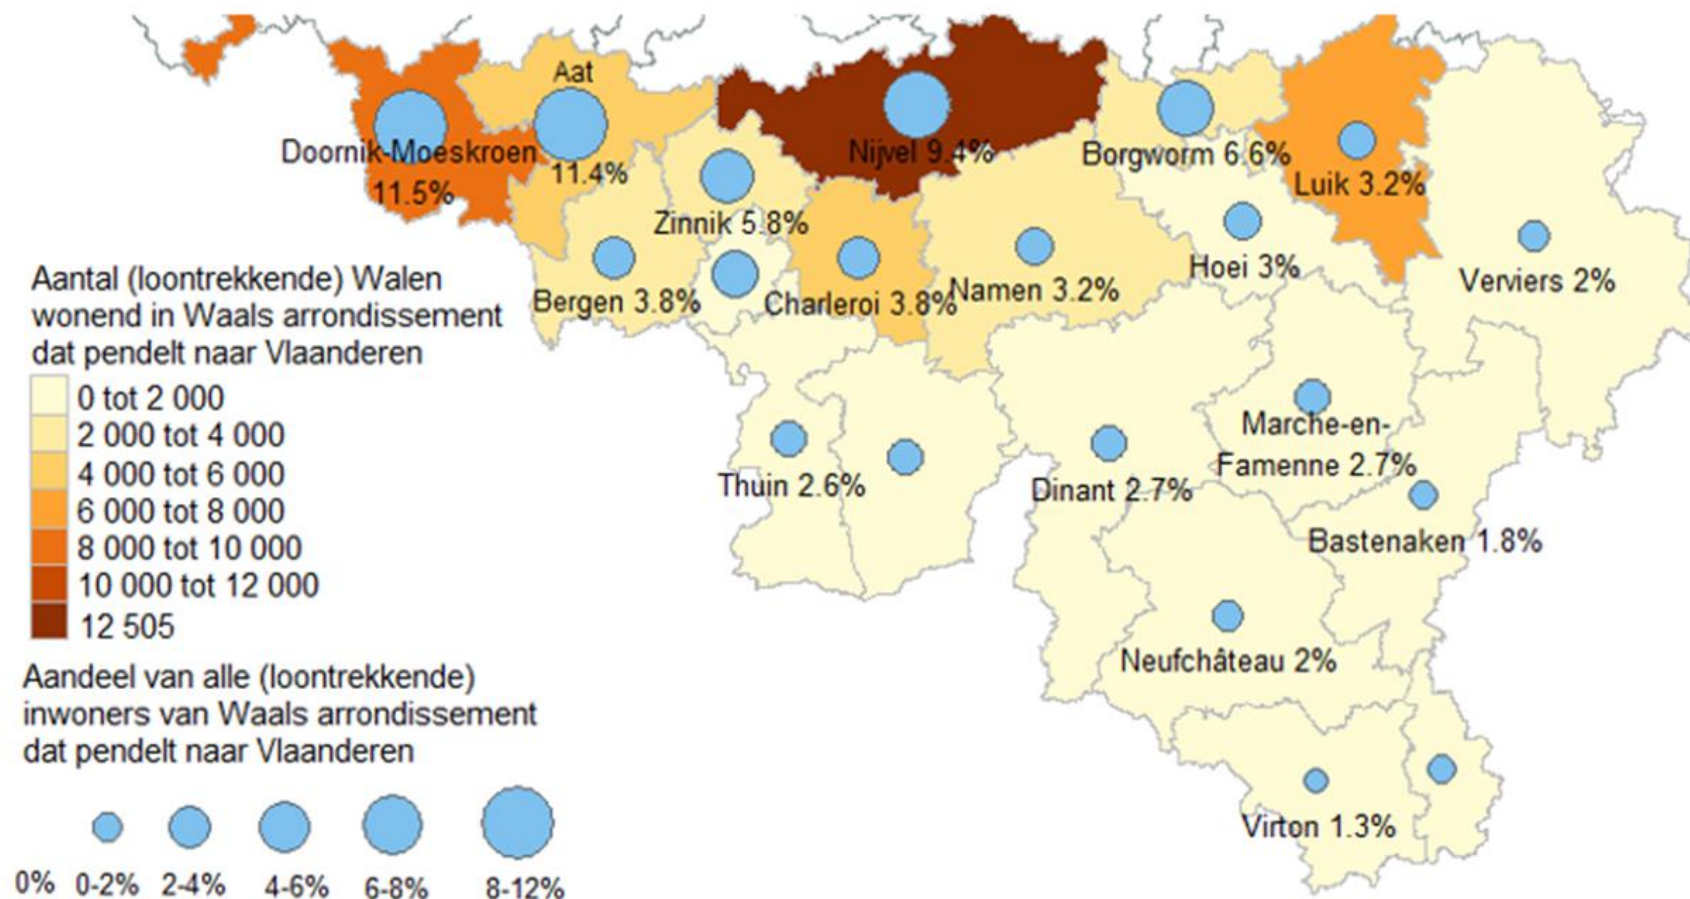 Aat
Doornik-Moeskroen
11.5%
11.4%
Nijvel 9.4%
Borgworm 6.6%
Luik 3.2%
Zinnik 5.8%
Hoei 3%
Verviers 2%
Bergen 3.8%
Charleroi 3.8%
Namen 3.2%
Aantal (loontrekkende) Walen
wonend in Waals arrondissement
dat pendelt naar Vlaanderen
0 tot 2 000
2 000 tot 4 000
4 000 tot 6 000
6 000 tot 8 000
8 000 tot 10 000
10 000 tot 12 000
12 505
Marche-en-
Famenne 2.7%
Thuin 2.6%
Dinant 2.7%
Bastenaken 1.8%
Neufchâteau 2%
Virton 1.3%
Aandeel van alle (loontrekkende)
inwoners van Waals arrondissement
dat pendelt naar Vlaanderen
0% 0-2% 2-4% 4-6% 6-8% 8-12%